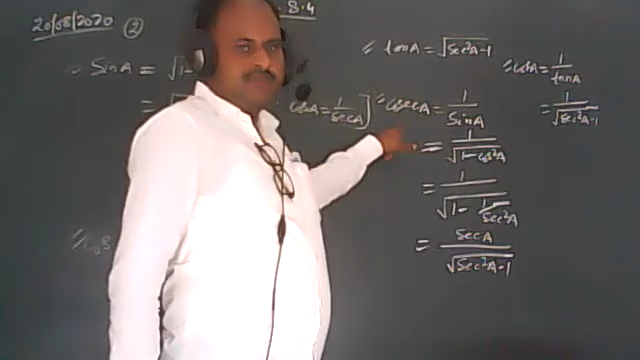 20/08/2020 ②
8.4
SinA = √1-
=
CosA = 1/SecA ]
tanA = √Sec²A-1
CotA = 1/tanA
= 1/√Sec²A-1
CosecA = 1/SinA
= 1/√1-Cos²A
= 1/√1-1/Sec²A
= SecA/√Sec²A-1